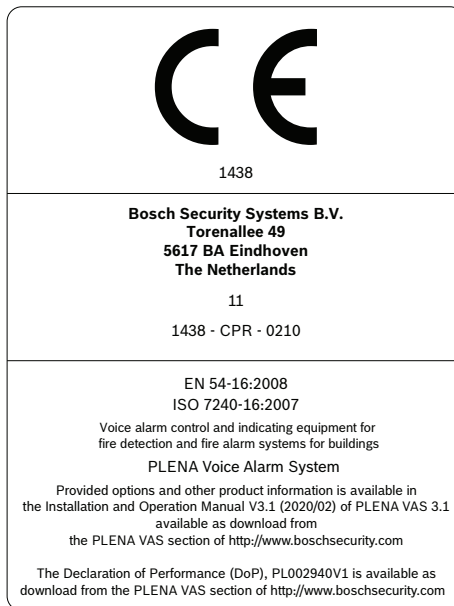 CE
1438
Bosch Security Systems B.V.
Torenallee 49
5617 BA Eindhoven
The Netherlands
11
1438 - CPR - 0210
EN 54-16:2008
ISO 7240-16:2007
Voice alarm control and indicating equipment for
fire detection and fire alarm systems for buildings
PLENA Voice Alarm System
Provided options and other product information is available in
the Installation and Operation Manual V3.1 (2020/02) of PLENA VAS 3.1
available as download from
the PLENA VAS section of http://www.boschsecurity.com
The Declaration of Performance (DoP), PL002940V1 is available as
download from the PLENA VAS section of http://www.boschsecurity.com